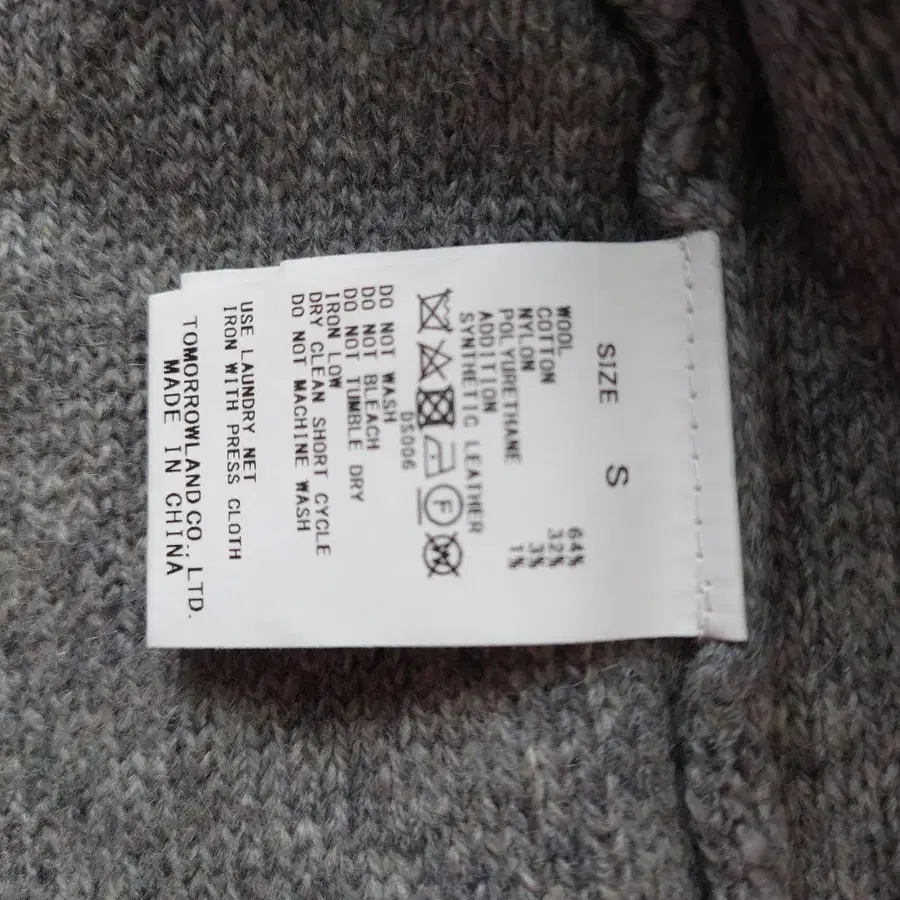 SIZE S
WOOL 64%
COTTON 32%
NYLON 3%
POLYURETHANE 1%
ADDITION
SYNTHETIC LEATHER
F
W
DS006
DO NOT WASH
DO NOT BLEACH
DO NOT TUMBLE DRY
IRON LOW
DRY CLEAN SHORT CYCLE
DO NOT MACHINE WASH
USE LAUNDRY NET
IRON WITH PRESS CLOTH
TOMORROWLAND CO., LTD.
MADE IN CHINA